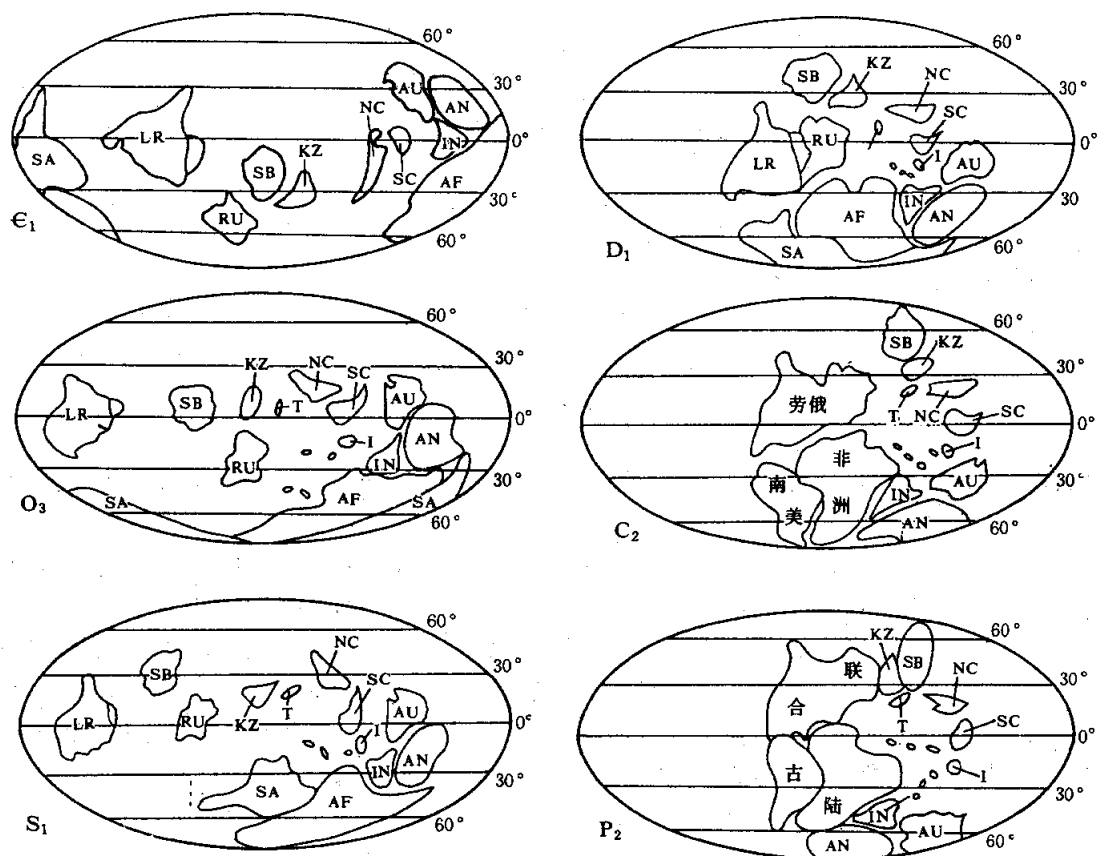 60°
30°
0°
30°
60°
AU
AN
NC
LR
KZ
IN
SA
SB
SC
AF
RU
Є₁
60°
30°
0°
30°
60°
KZ
NC
SC
T
LR
SB
AU
AN
I
RU
IN
AF
SA
SA
O₃
60°
30°
0°
30°
60°
NC
SB
SC
LR
RU
KZ
T
I
AU
AN
IN
SA
AF
S₁
60°
30°
0°
30
60°
SB
KZ
NC
SC
RU
LR
I
AU
IN
AF
AN
SA
D₁
60°
30°
0°
30°
60°
SB
KZ
劳俄
T
NC
SC
I
非
南
IN
AU
美
洲
AN
C₂
60°
30°
0°
30°
60°
KZ
联
SB
NC
合
T
SC
古
I
陆
IN
AU
AN
P₂